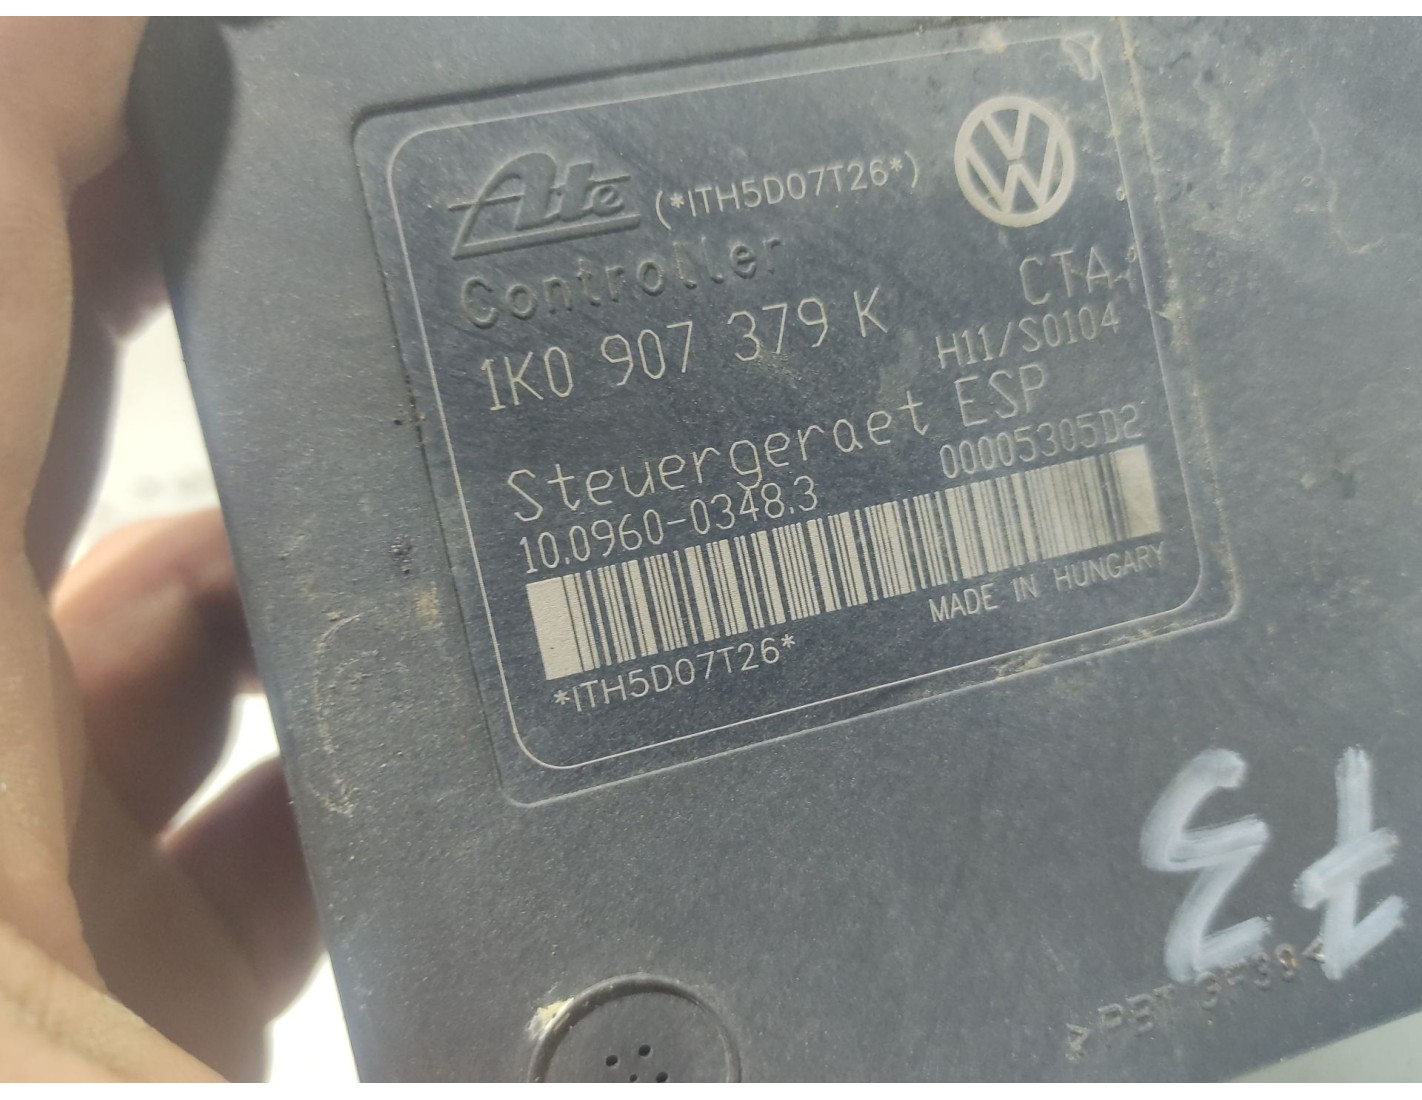 Ate (*ITH5D07T26*)
Controller
CTA
1K0 907 379 K
H11/S0104
Steuergeraet ESP
10.0960-0348.3
00005305D2
MADE IN HUNGARY
*ITH5D07T26*
73